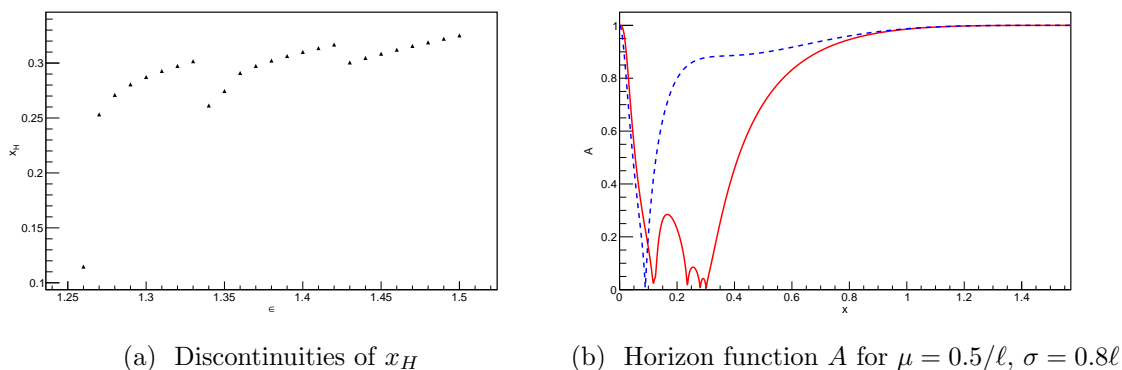 0.3
0.25
0.2
0.15
0.1
x_H
1.25 1.3 1.35 1.4 1.45 1.5
∈
(a) Discontinuities of x_H
1
0.8
0.6
0.4
0.2
0
A
0 0.2 0.4 0.6 0.8 1 1.2 1.4
x
(b) Horizon function A for μ = 0.5/ℓ, σ = 0.8ℓ